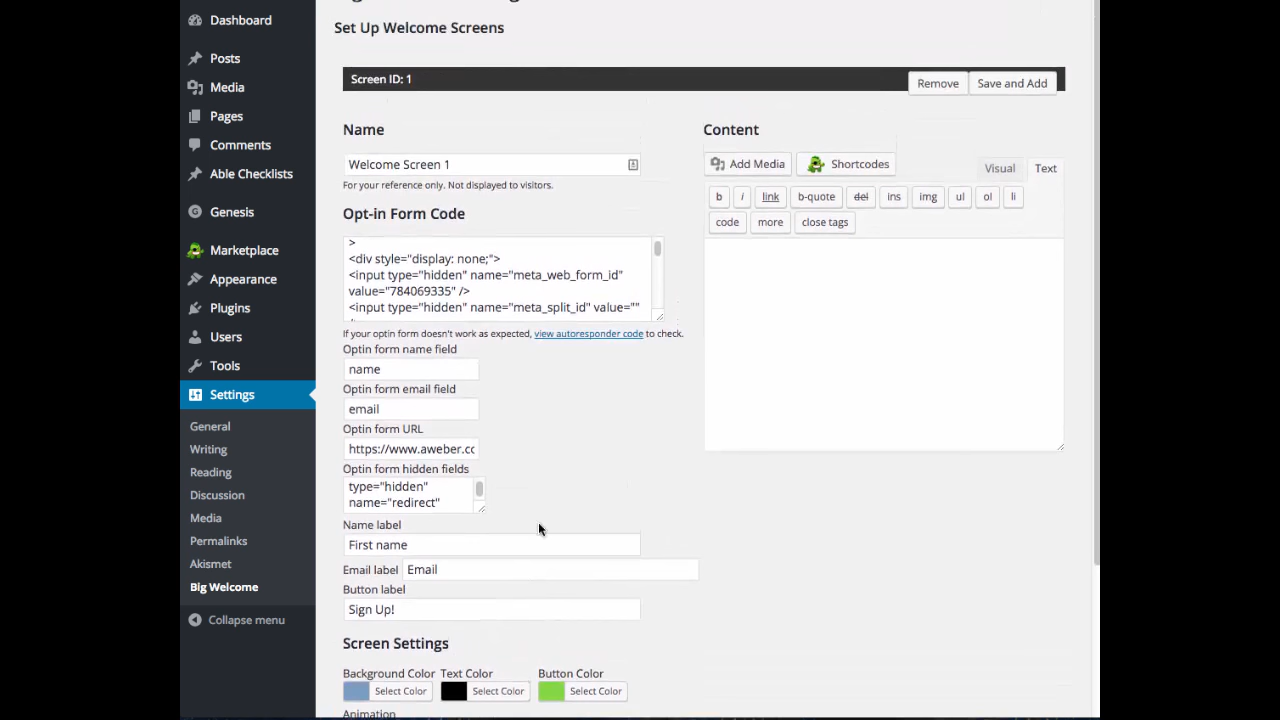 Dashboard
Posts
Media
Pages
Comments
Able Checklists
Genesis
Marketplace
Appearance
Plugins
Users
Tools
Settings
General
Writing
Reading
Discussion
Media
Permalinks
Akismet
Big Welcome
Collapse menu
Set Up Welcome Screens
Screen ID: 1
Remove
Save and Add
Name
Welcome Screen 1
For your reference only. Not displayed to visitors.
Opt-in Form Code
>
<div style="display: none;">
<input type="hidden" name="meta_web_form_id"
value="784069335" />
<input type="hidden" name="meta_split_id" value=""
If your optin form doesn't work as expected, view autoresponder code to check.
Optin form name field
name
Optin form email field
email
Optin form URL
https://www.aweber.cc
Optin form hidden fields
type="hidden"
name="redirect"
Name label
First name
Email label Email
Button label
Sign Up!
Screen Settings
Background Color Text Color Button Color
Select Color Select Color Select Color
Animation
Content
Add Media Shortcodes
Visual Text
b i link b-quote del ins img ul ol li
code more close tags